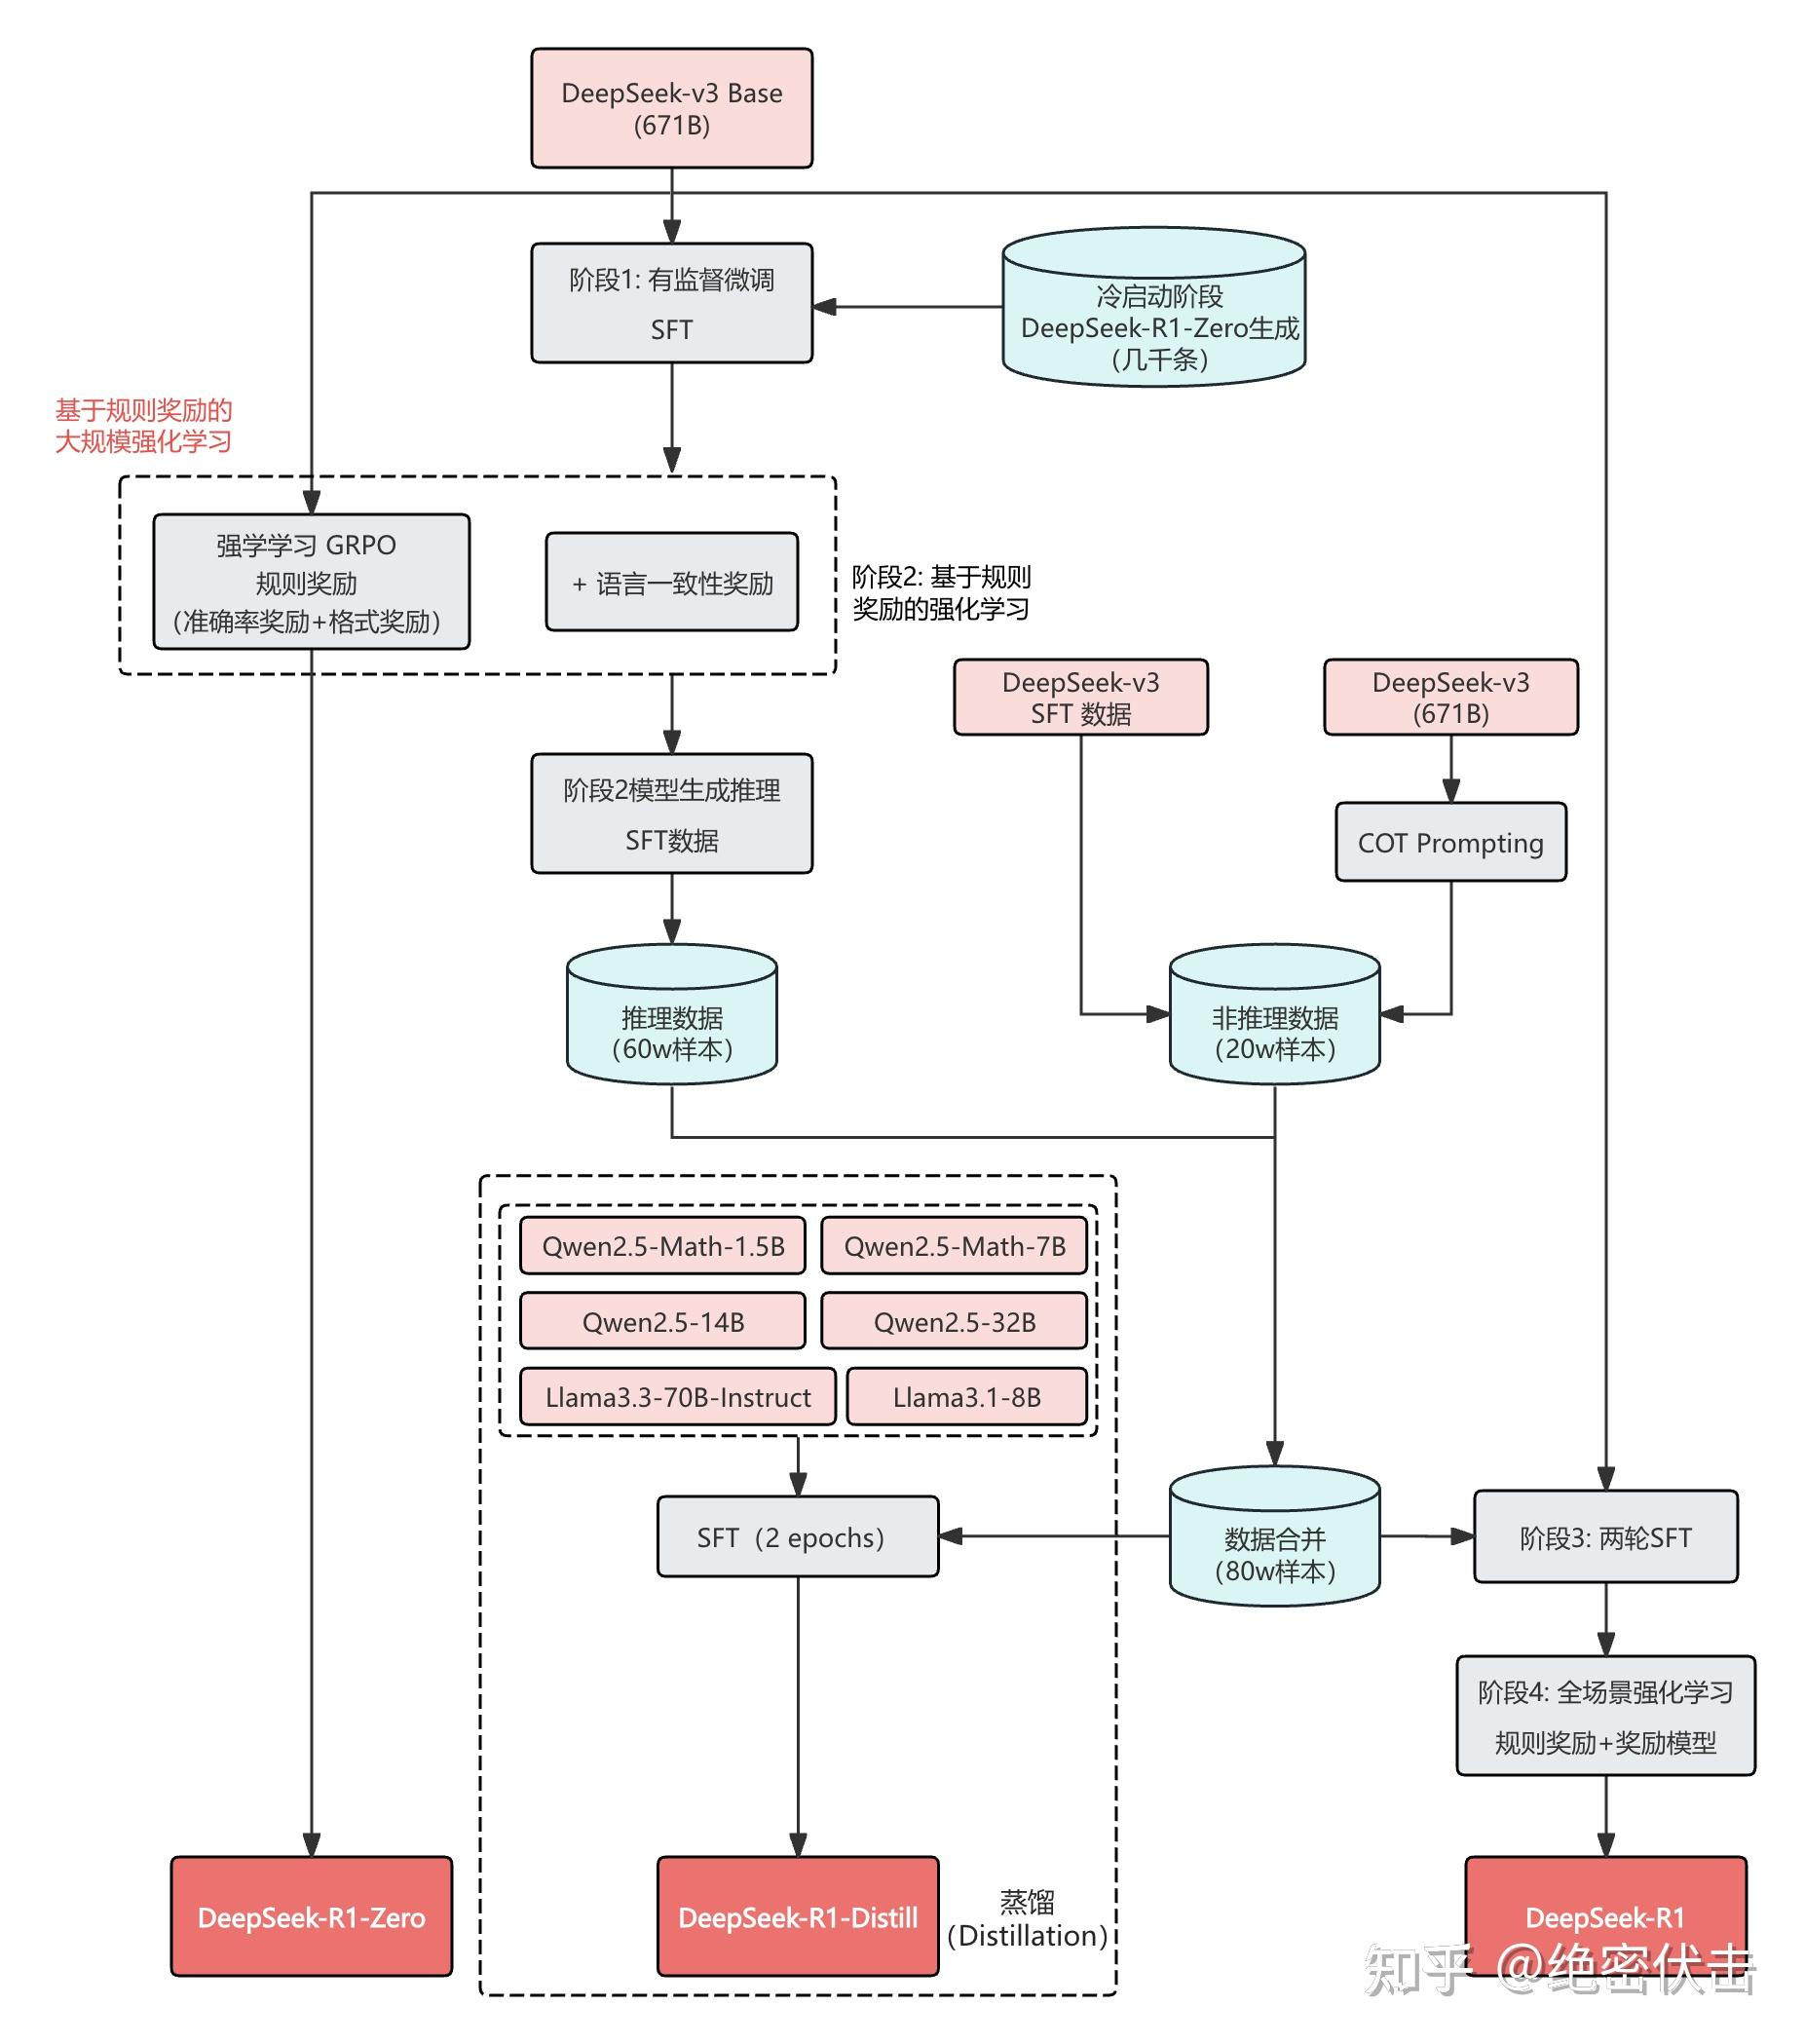 DeepSeek-v3 Base
(671B)
阶段1: 有监督微调
SFT
冷启动阶段
DeepSeek-R1-Zero生成
（几千条）
基于规则奖励的
大规模强化学习
强学学习 GRPO
规则奖励
（准确率奖励+格式奖励）
+ 语言一致性奖励
阶段2: 基于规则
奖励的强化学习
DeepSeek-v3
SFT 数据
DeepSeek-v3
(671B)
阶段2模型生成推理
SFT数据
COT Prompting
推理数据
（60w样本）
非推理数据
（20w样本）
Qwen2.5-Math-1.5B
Qwen2.5-Math-7B
Qwen2.5-14B
Qwen2.5-32B
Llama3.3-70B-Instruct
Llama3.1-8B
SFT（2 epochs）
数据合并
（80w样本）
阶段3: 两轮SFT
阶段4: 全场景强化学习
规则奖励+奖励模型
DeepSeek-R1-Zero
DeepSeek-R1-Distill
蒸馏
（Distillation）
DeepSeek-R1
知乎 @绝密伏击